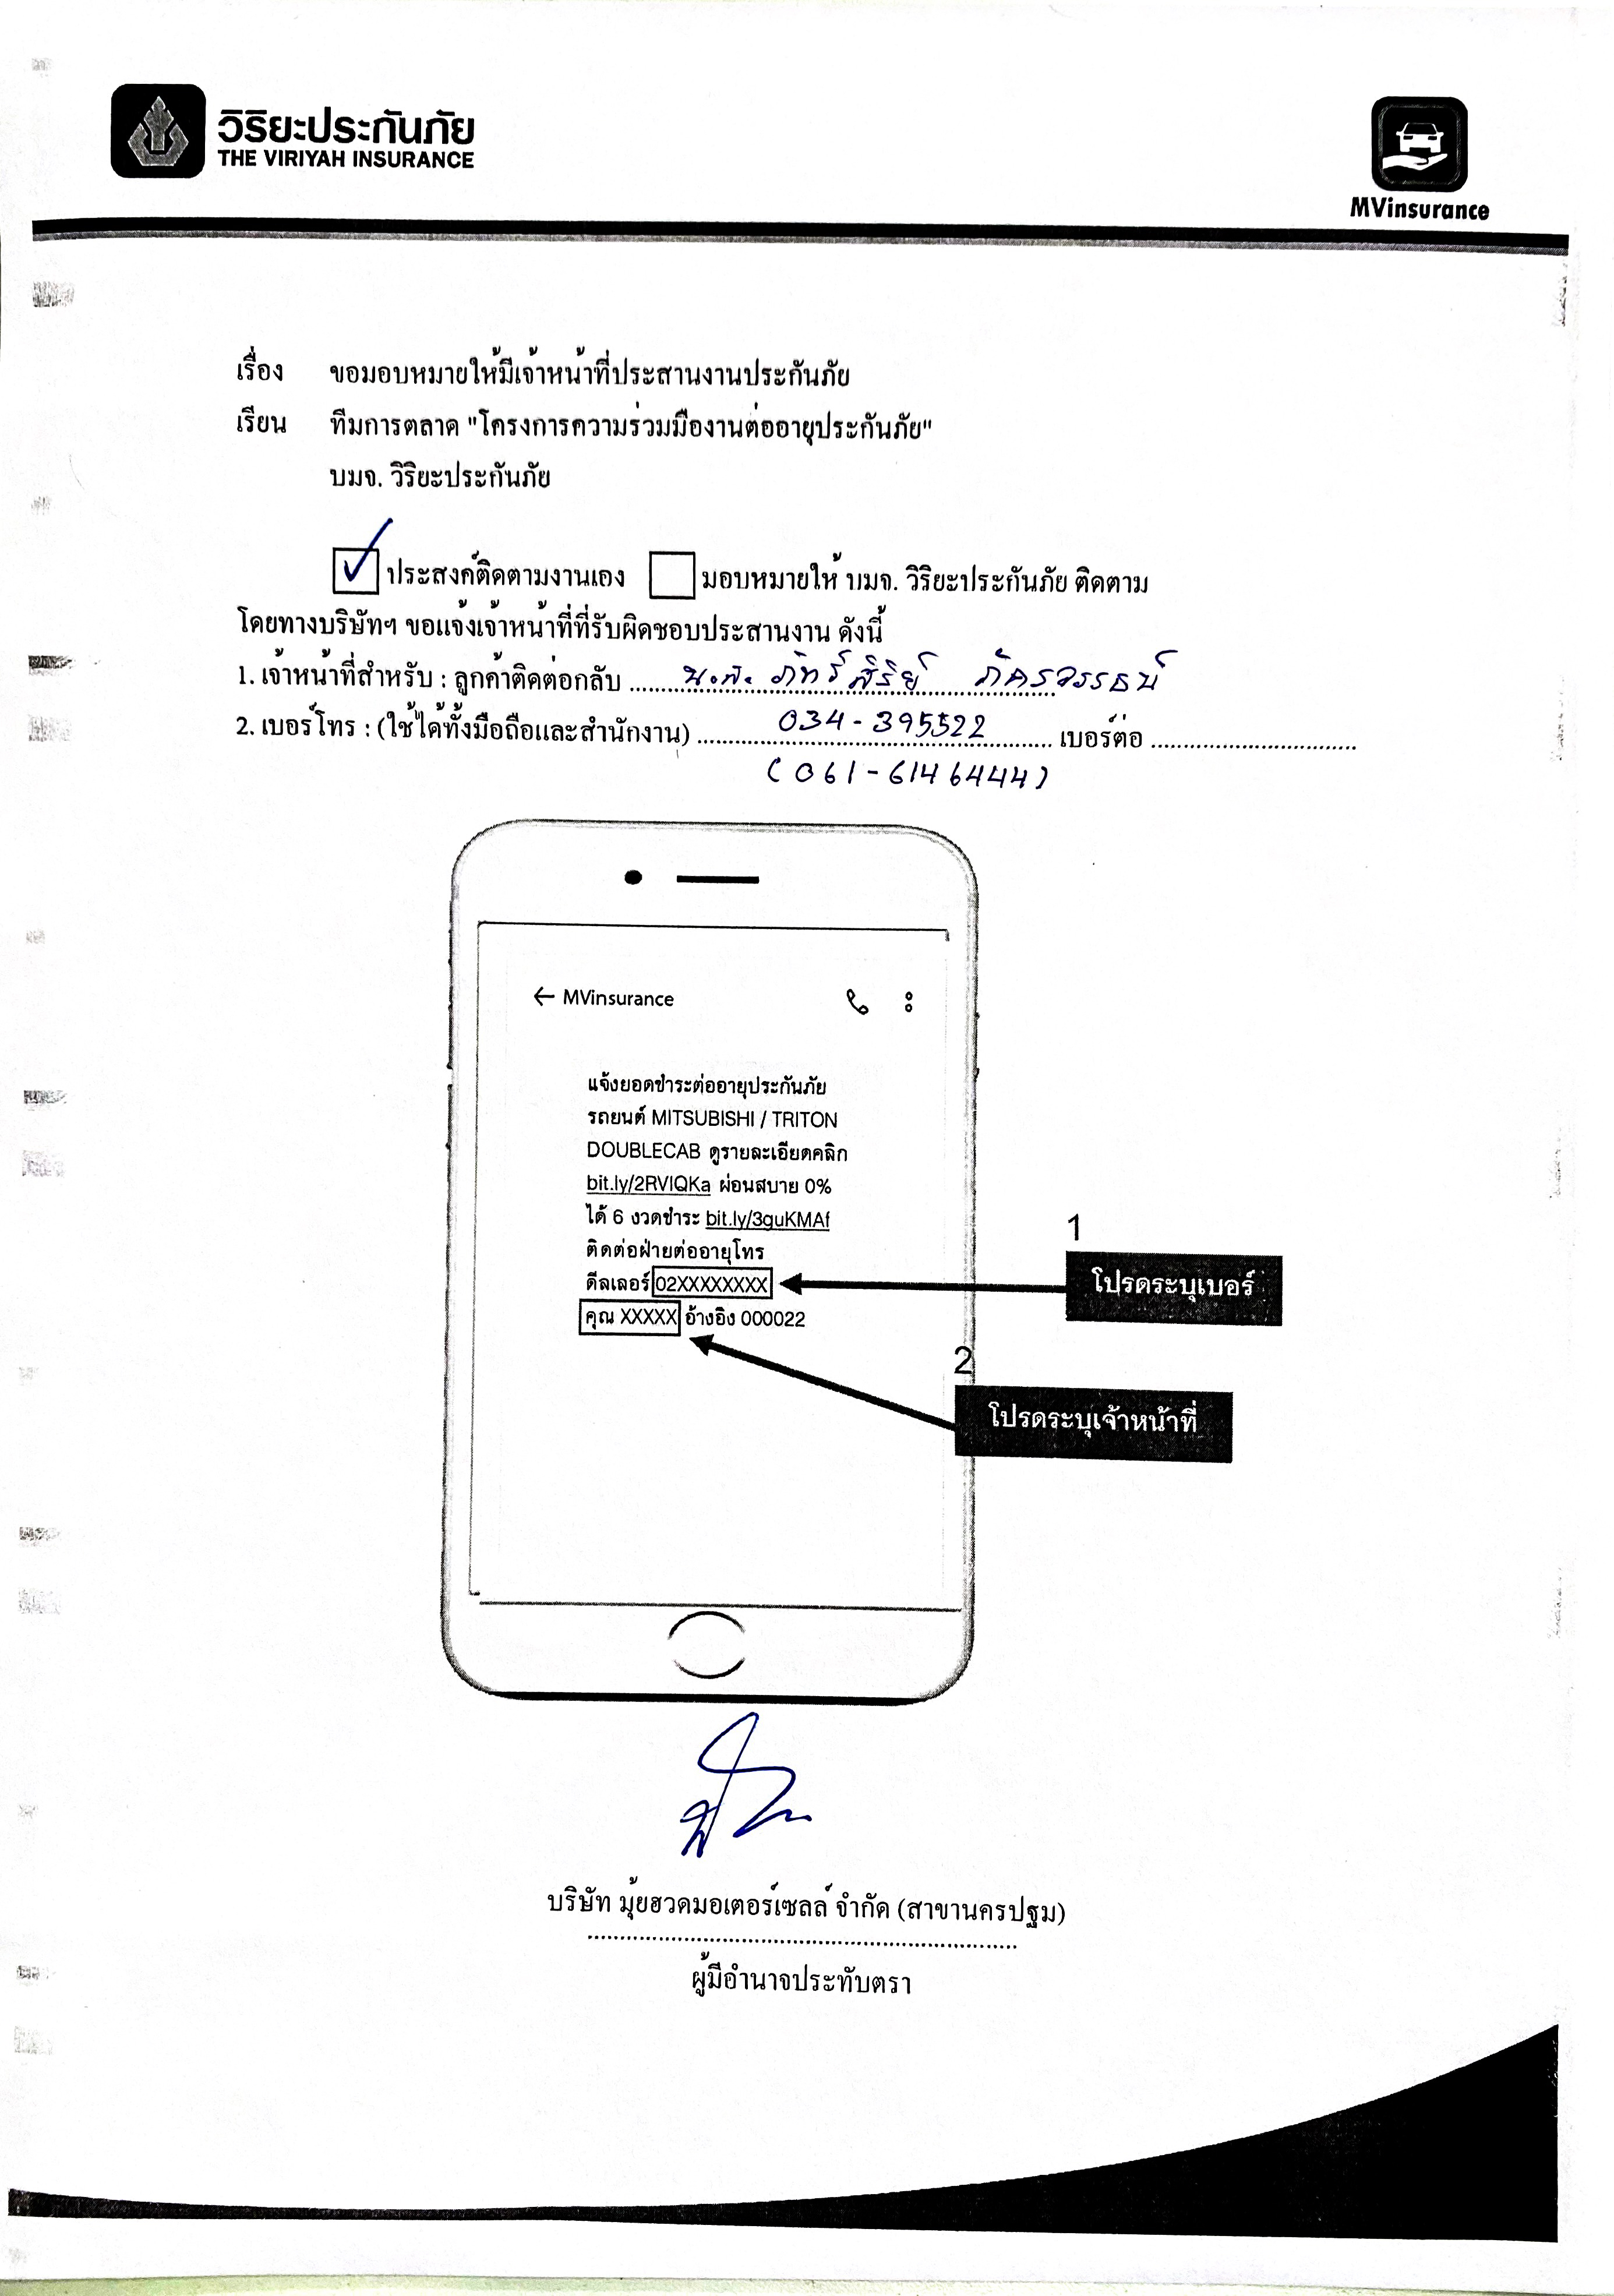 วิริยะประกันภัย
THE VIRIYAH INSURANCE
MVinsurance
เรื่อง ขอมอบหมายให้มีเจ้าหน้าที่ประสานงานประกันภัย
เรียน ทีมการตลาด "โครงการความร่วมมืองานต่ออายุประกันภัย"
บมจ. วิริยะประกันภัย
ประสงค์ติดตามงานเอง มอบหมายให้ บมจ. วิริยะประกันภัย ติดตาม
โดยทางบริษัทฯ ขอแจ้งเจ้าหน้าที่ที่รับผิดชอบประสานงาน ดังนี้
1. เจ้าหน้าที่สำหรับ : ลูกค้าติดต่อกลับ น.ส. ภัทร์สิริย์ ภัครวรรธน์
2. เบอร์โทร : (ใช้ได้ทั้งมือถือและสำนักงาน) 034-395522 เบอร์ต่อ
(061-6146444)
← MVinsurance
แจ้งยอดชำระต่ออายุประกันภัย
รถยนต์ MITSUBISHI / TRITON
DOUBLECAB ดูรายละเอียดคลิก
bit.ly/2RVIQKa ผ่อนสบาย 0%
ได้ 6 งวดชำระ bit.ly/3guKMAf
ติดต่อฝ่ายต่ออายุโทร
ดีลเลอร์ 02XXXXXXXX
คุณ XXXXX อ้างอิง 000022
1
โปรดระบุเบอร์
2
โปรดระบุเจ้าหน้าที่
บริษัท มุ้ยฮวดมอเตอร์เซลล์ จำกัด (สาขานครปฐม)
ผู้มีอำนาจประทับตรา